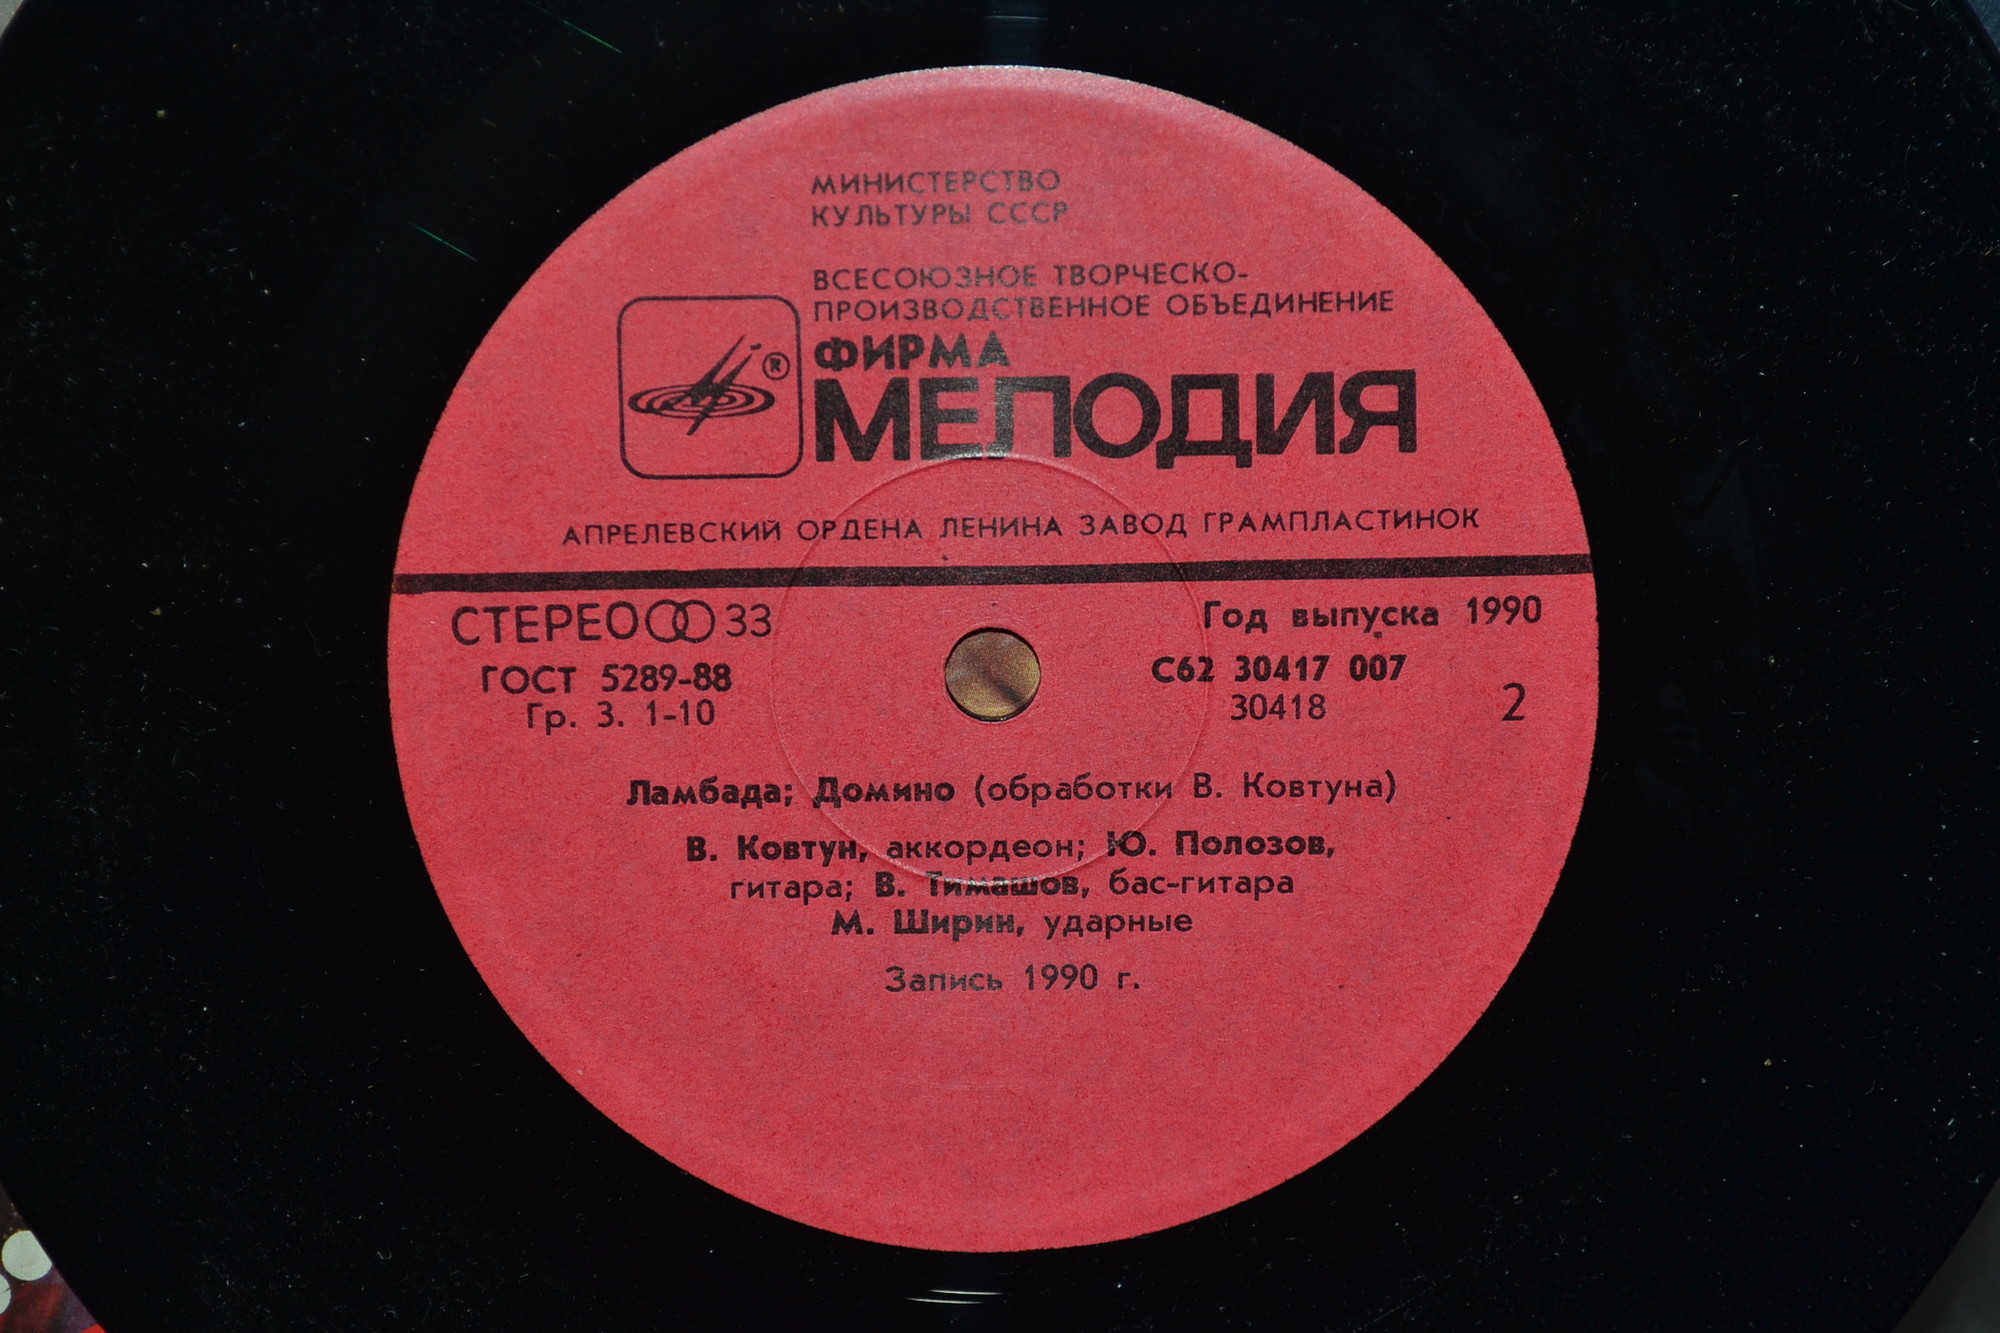 МИНИСТЕРСТВО
КУЛЬТУРЫ СССР
ВСЕСОЮЗНОЕ ТВОРЧЕСКО-
ПРОИЗВОДСТВЕННОЕ ОБЪЕДИНЕНИЕ
®
ФИРМА
МЕЛОДИЯ
АПРЕЛЕВСКИЙ ОРДЕНА ЛЕНИНА ЗАВОД ГРАМПЛАСТИНОК
СТЕРЕО 33
ГОСТ 5289-88
Гр. 3. 1-10
Год выпуска 1990
С62 30417 007
30418
2
Ламбада; Домино (обработки В. Ковтуна)
В. Ковтун, аккордеон; Ю. Полозов,
гитара; В. Тимашов, бас-гитара
М. Ширин, ударные
Запись 1990 г.